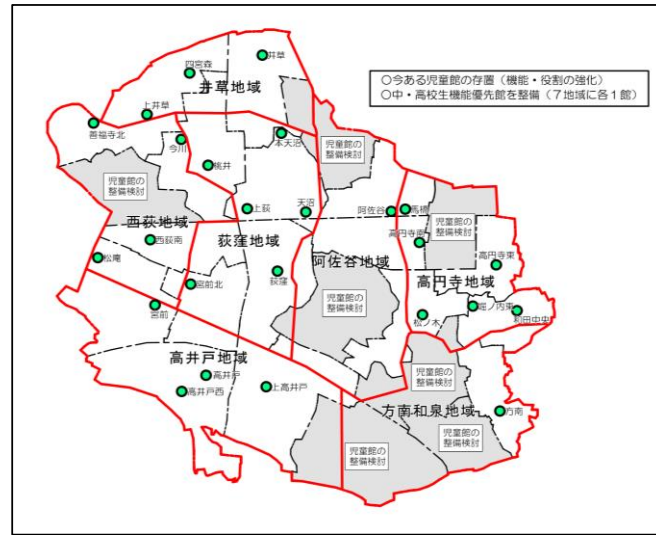 ○今ある児童館の存置（機能・役割の強化）
○中・高校生機能優先館を整備（７地域に各１館）
井草
四宮森
井草地域
上井草
善福寺北
今川
本天沼
桃井
児童館の
整備検討
児童館の
整備検討
上荻
天沼
阿佐谷
馬橋
児童館の
整備検討
西荻地域
西荻南
荻窪地域
高円寺南
阿佐谷地域
高円寺東
高円寺地域
松庵
宮前北
荻窪
児童館の
整備検討
宮前
松ノ木
堀ノ内東
和田中央
高井戸地域
児童館の
整備検討
高井戸
高井戸西
上高井戸
方南和泉地域
方南
児童館の
整備検討
児童館の
整備検討